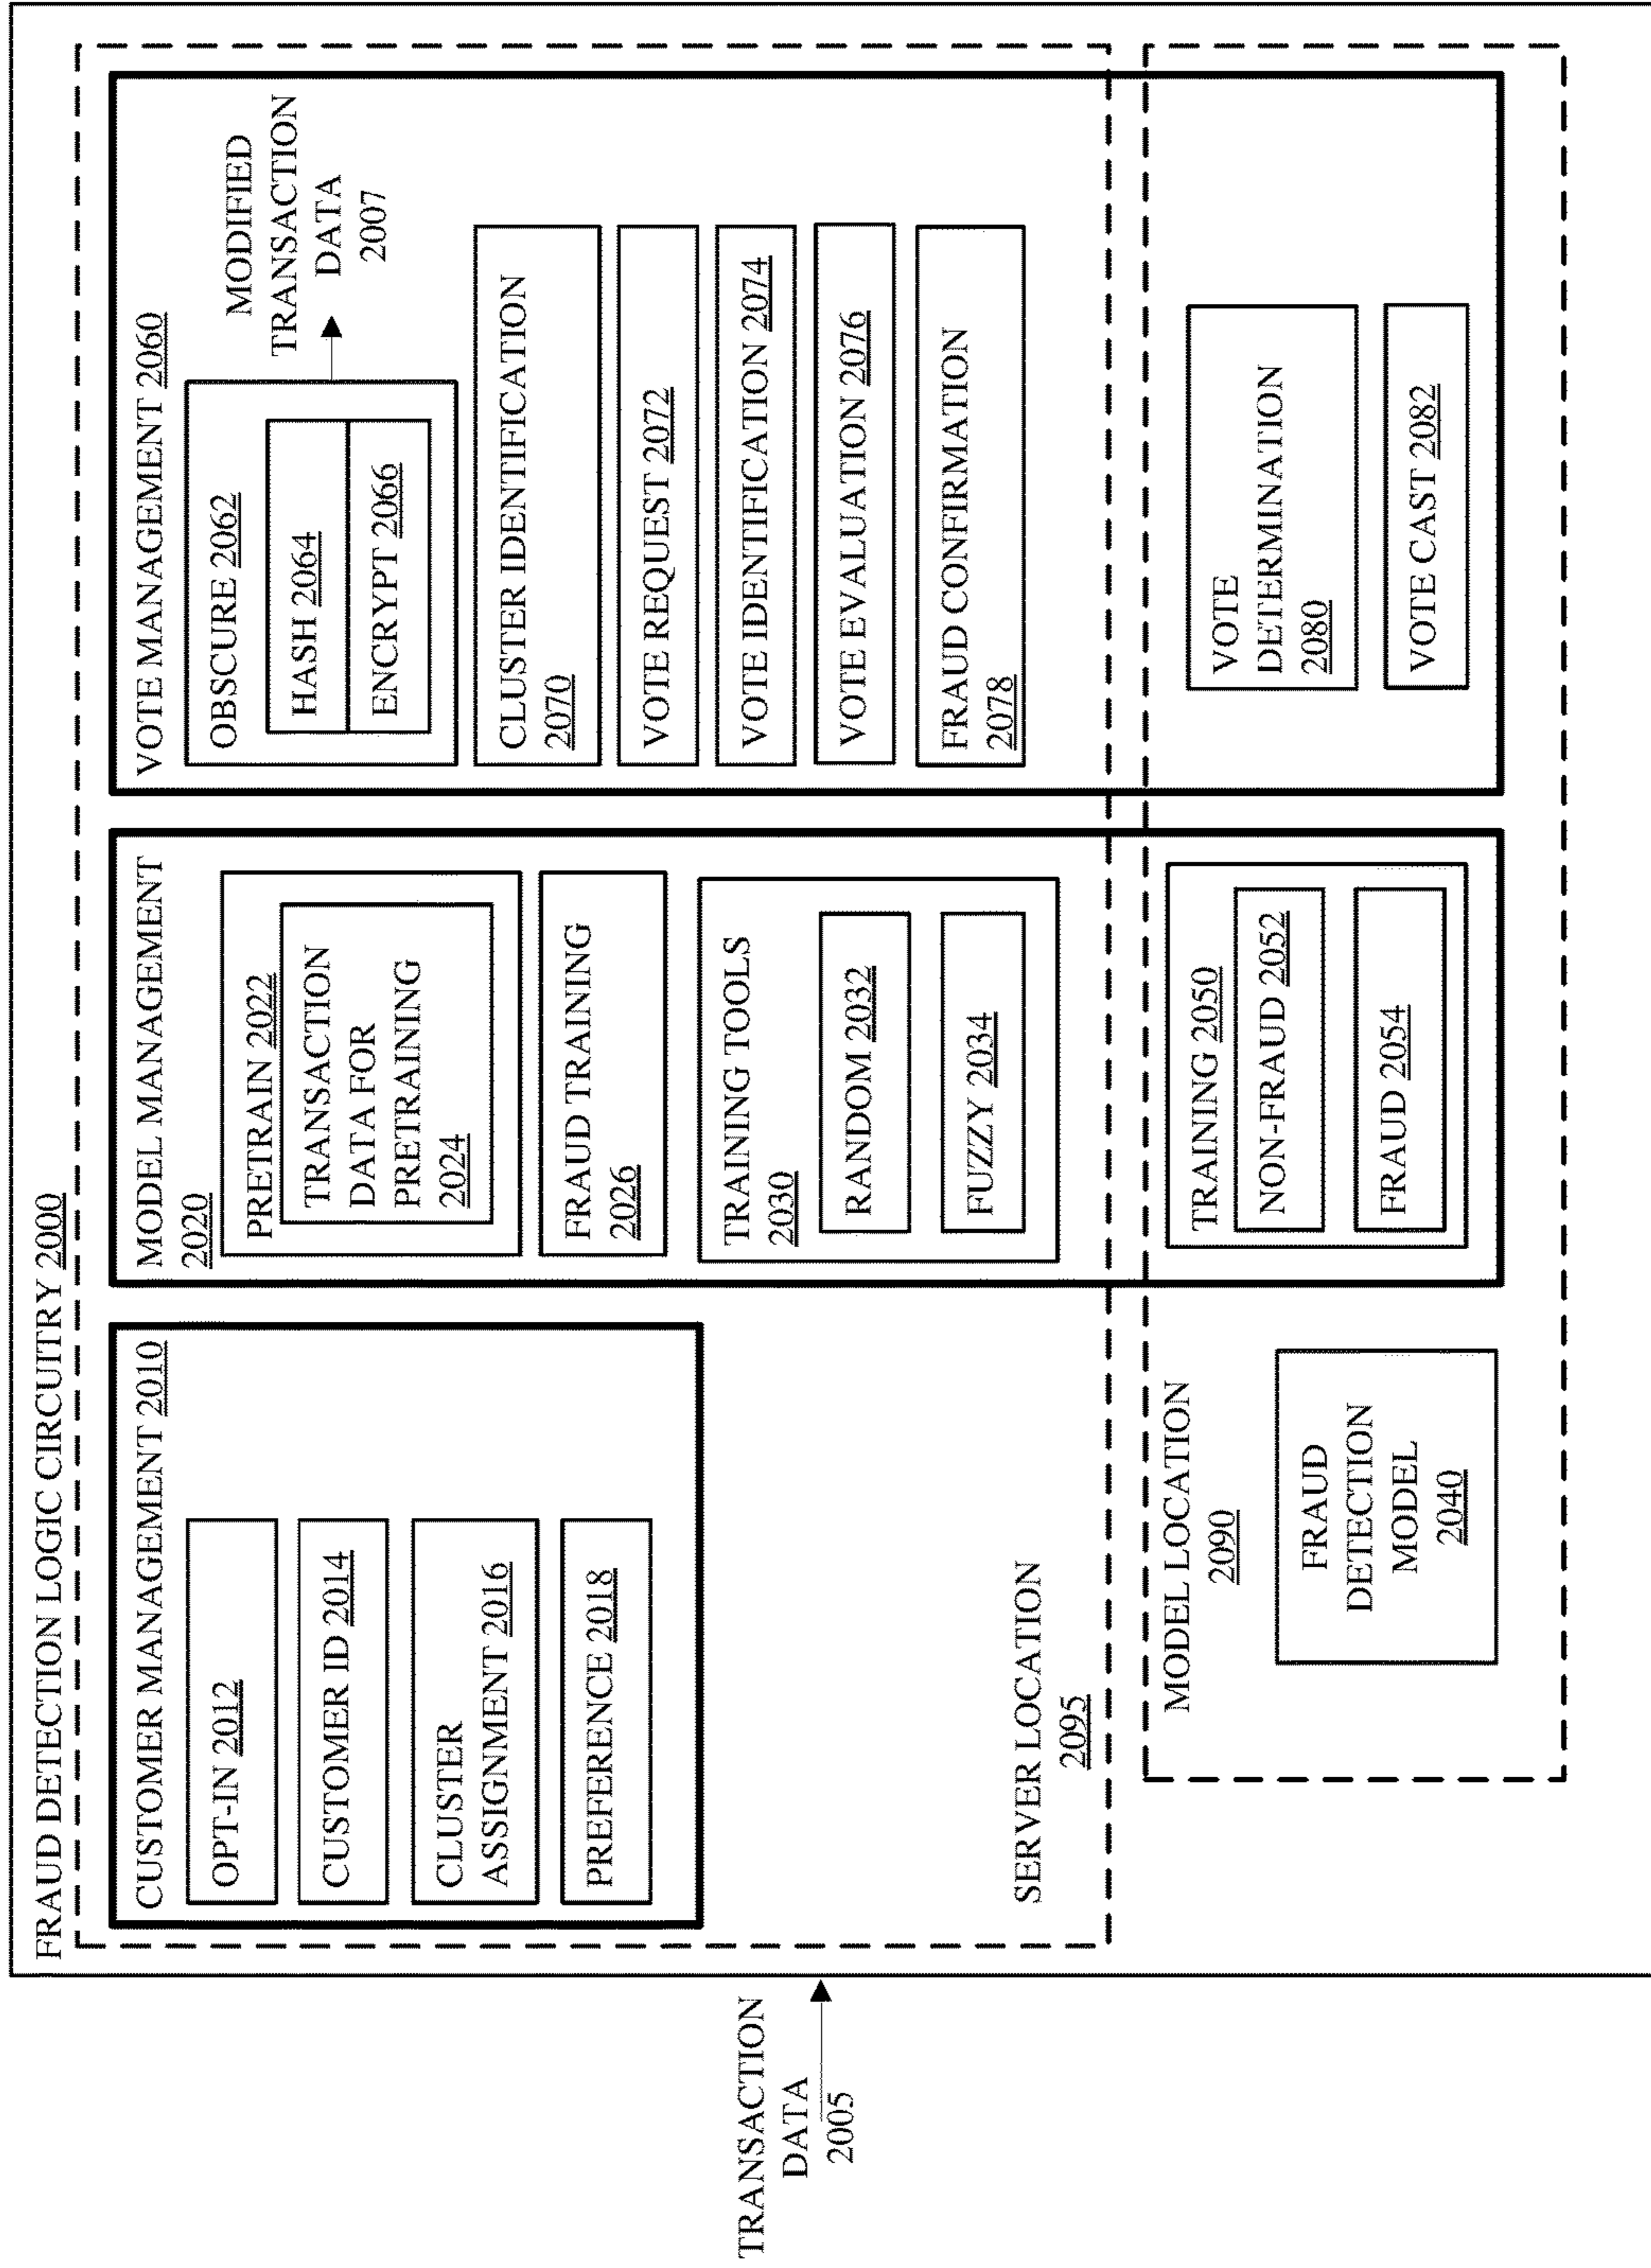 FRAUD DETECTION LOGIC CIRCUITRY 2000
TRANSACTION
DATA
2005
CUSTOMER MANAGEMENT 2010
OPT-IN 2012
CUSTOMER ID 2014
CLUSTER
ASSIGNMENT 2016
PREFERENCE 2018
SERVER LOCATION
2095
MODEL MANAGEMENT
2020
PRETRAIN 2022
TRANSACTION
DATA FOR
PRETRAINING
2024
FRAUD TRAINING
2026
TRAINING TOOLS
2030
RANDOM 2032
FUZZY 2034
VOTE MANAGEMENT 2060
OBSCURE 2062
HASH 2064
ENCRYPT 2066
MODIFIED
TRANSACTION
DATA
2007
CLUSTER IDENTIFICATION
2070
VOTE REQUEST 2072
VOTE IDENTIFICATION 2074
VOTE EVALUATION 2076
FRAUD CONFIRMATION
2078
MODEL LOCATION
2090
FRAUD
DETECTION
MODEL
2040
TRAINING 2050
NON-FRAUD 2052
FRAUD 2054
VOTE
DETERMINATION
2080
VOTE CAST 2082